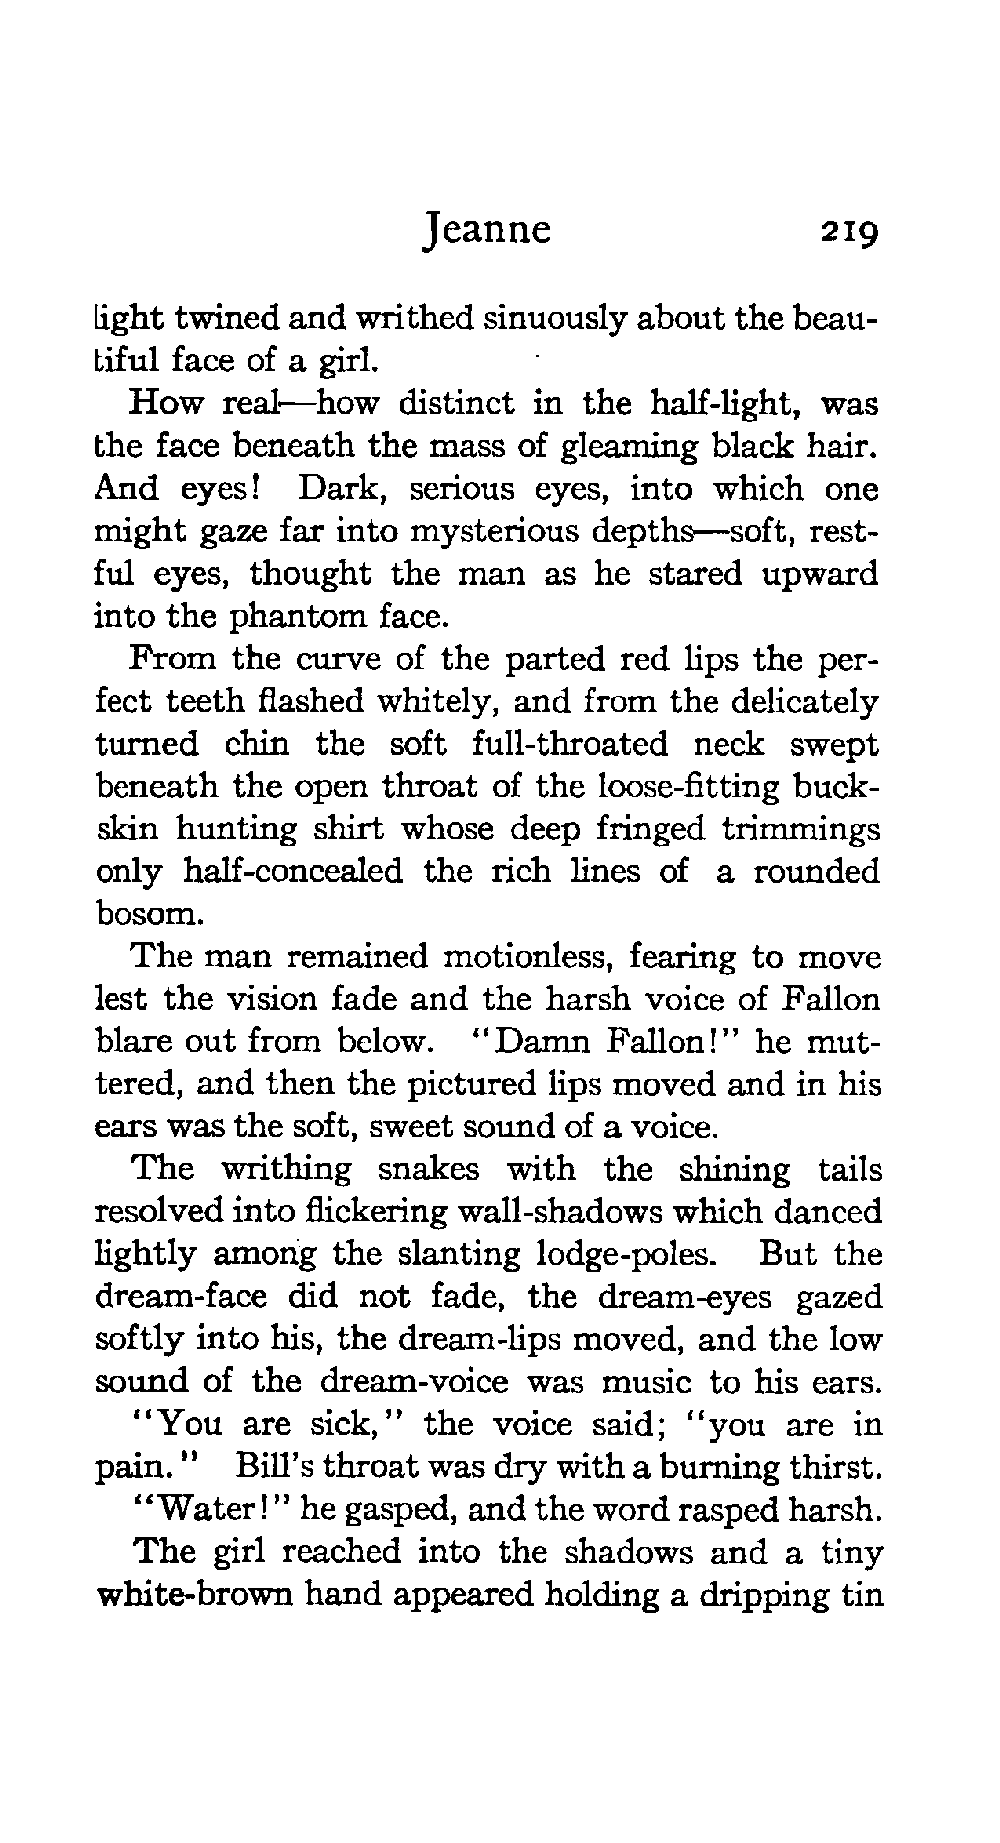 Jeanne 219
light twined and writhed sinuously about the beau-
tiful face of a girl.
How real—how distinct in the half-light, was
the face beneath the mass of gleaming black hair.
And eyes! Dark, serious eyes, into which one
might gaze far into mysterious depths—soft, rest-
ful eyes, thought the man as he stared upward
into the phantom face.
From the curve of the parted red lips the per-
fect teeth flashed whitely, and from the delicately
turned chin the soft full-throated neck swept
beneath the open throat of the loose-fitting buck-
skin hunting shirt whose deep fringed trimmings
only half-concealed the rich lines of a rounded
bosom.
The man remained motionless, fearing to move
lest the vision fade and the harsh voice of Fallon
blare out from below. "Damn Fallon!" he mut-
tered, and then the pictured lips moved and in his
ears was the soft, sweet sound of a voice.
The writhing snakes with the shining tails
resolved into flickering wall-shadows which danced
lightly among the slanting lodge-poles. But the
dream-face did not fade, the dream-eyes gazed
softly into his, the dream-lips moved, and the low
sound of the dream-voice was music to his ears.
"You are sick," the voice said; "you are in
pain." Bill's throat was dry with a burning thirst.
"Water!" he gasped, and the word rasped harsh.
The girl reached into the shadows and a tiny
white-brown hand appeared holding a dripping tin